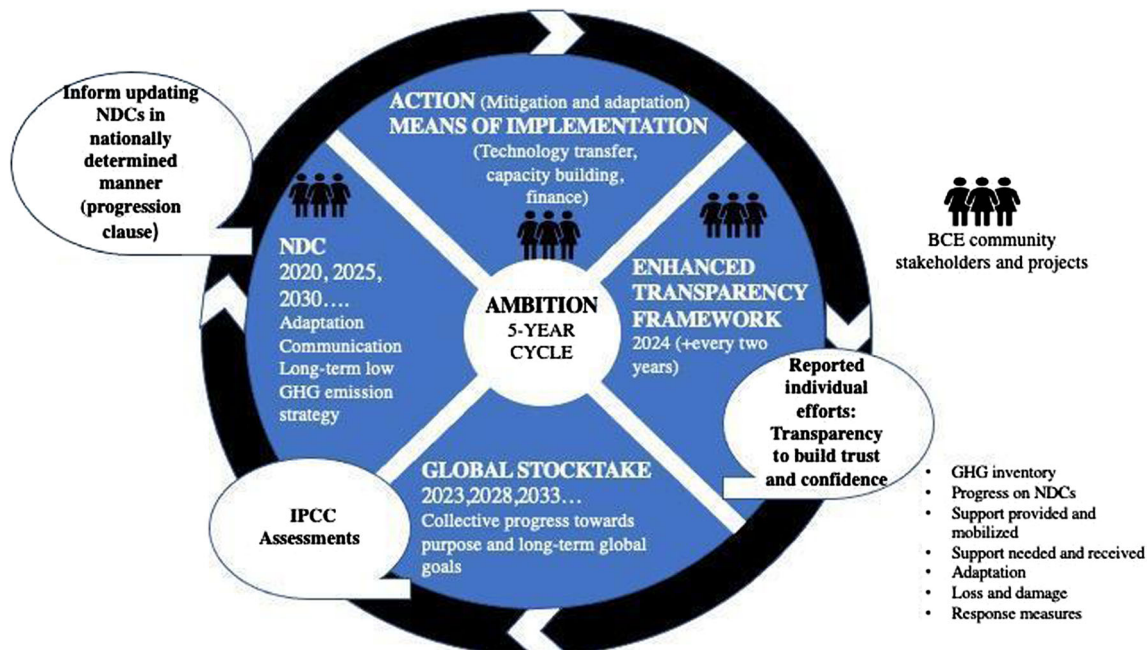 Inform updating
NDCs in
nationally
determined
manner
(progression
clause)
ACTION (Mitigation and adaptation)
MEANS OF IMPLEMENTATION
(Technology transfer,
capacity building,
finance)
BCE community
stakeholders and projects
NDC
2020, 2025,
2030….
Adaptation
Communication
Long-term low
GHG emission
strategy
AMBITION
5-YEAR
CYCLE
ENHANCED
TRANSPARENCY
FRAMEWORK
2024 (+every two
years)
Reported
individual
efforts:
Transparency
to build trust
and confidence
GLOBAL STOCKTAKE
2023,2028,2033…
Collective progress towards
purpose and long-term global
goals
IPCC
Assessments
• GHG inventory
• Progress on NDCs
• Support provided and
mobilized
• Support needed and received
• Adaptation
• Loss and damage
• Response measures